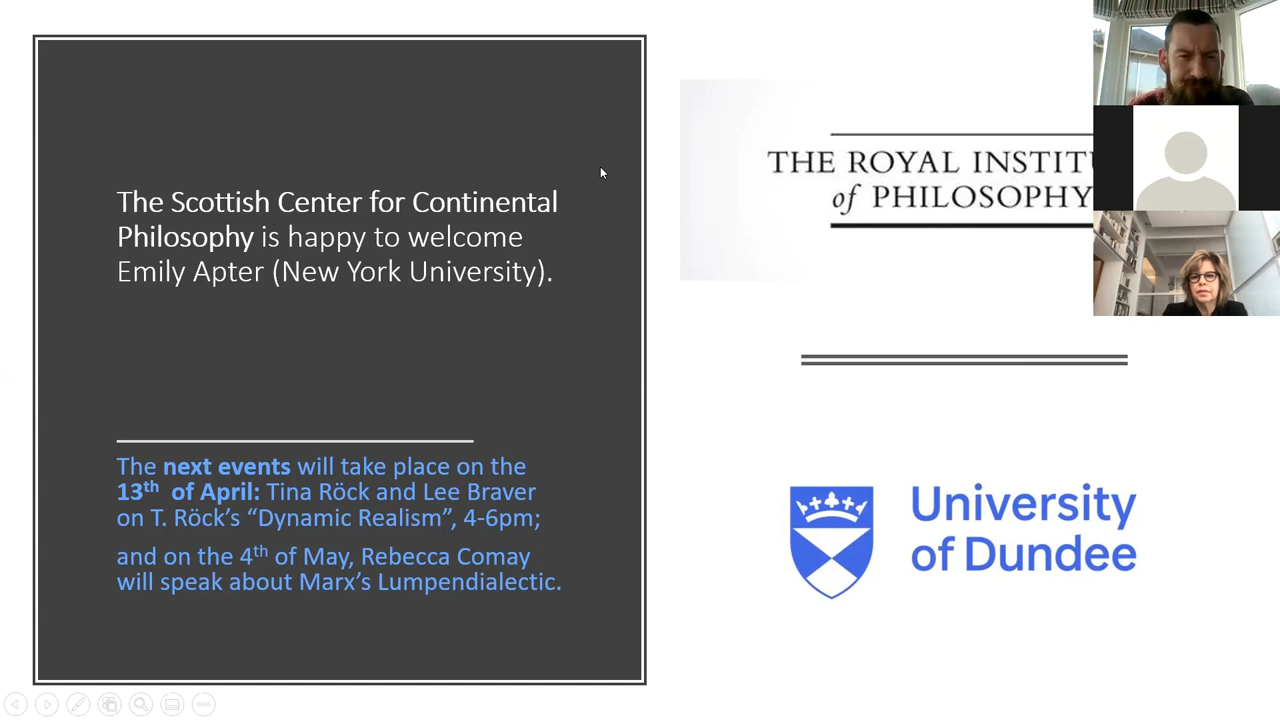 The Scottish Center for Continental
Philosophy is happy to welcome
Emily Apter (New York University).
The next events will take place on the
13th of April: Tina Röck and Lee Braver
on T. Röck's “Dynamic Realism”, 4-6pm;
and on the 4th of May, Rebecca Comay
will speak about Marx's Lumpendialectic.
THE ROYAL INSTITU
of PHILOSOPHY
University
of Dundee